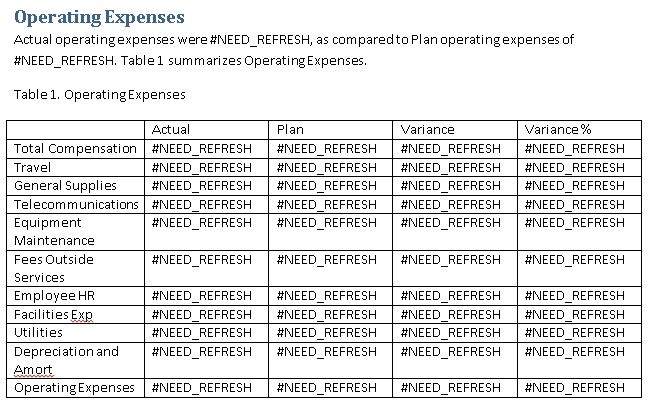 Operating Expenses
Actual operating expenses were #NEED_REFRESH, as compared to Plan operating expenses of
#NEED_REFRESH. Table 1 summarizes Operating Expenses.
Table 1. Operating Expenses
Actual Plan Variance Variance %
Total Compensation #NEED_REFRESH #NEED_REFRESH #NEED_REFRESH #NEED_REFRESH
Travel #NEED_REFRESH #NEED_REFRESH #NEED_REFRESH #NEED_REFRESH
General Supplies #NEED_REFRESH #NEED_REFRESH #NEED_REFRESH #NEED_REFRESH
Telecommunications #NEED_REFRESH #NEED_REFRESH #NEED_REFRESH #NEED_REFRESH
Equipment #NEED_REFRESH #NEED_REFRESH #NEED_REFRESH #NEED_REFRESH
Maintenance
Fees Outside #NEED_REFRESH #NEED_REFRESH #NEED_REFRESH #NEED_REFRESH
Services
Employee HR #NEED_REFRESH #NEED_REFRESH #NEED_REFRESH #NEED_REFRESH
Facilities Exp #NEED_REFRESH #NEED_REFRESH #NEED_REFRESH #NEED_REFRESH
Utilities #NEED_REFRESH #NEED_REFRESH #NEED_REFRESH #NEED_REFRESH
Depreciation and #NEED_REFRESH #NEED_REFRESH #NEED_REFRESH #NEED_REFRESH
Amort
Operating Expenses #NEED_REFRESH #NEED_REFRESH #NEED_REFRESH #NEED_REFRESH